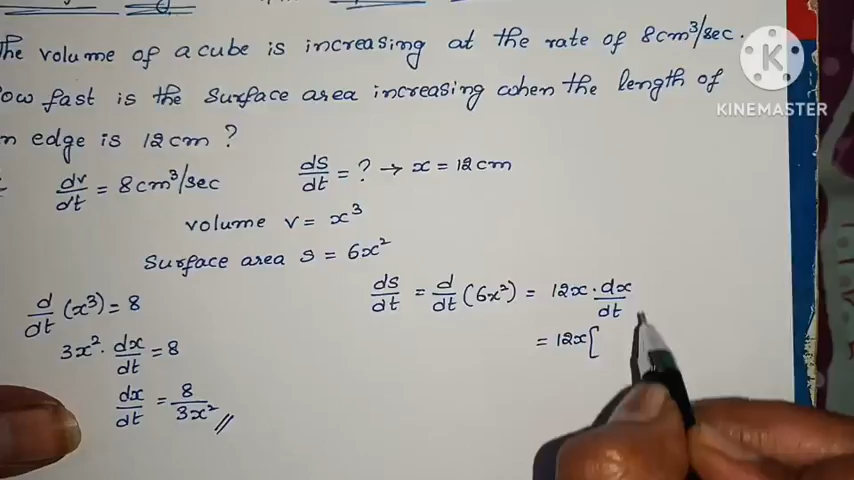 The volume of a cube is increasing at the rate of 8cm³/sec.
ow fast is the surface area increasing when the length of
n edge is 12cm ?
dv/dt = 8cm³/sec
ds/dt = ? → x = 12cm
volume v = x³
Surface area s = 6x²
d/dt (x³) = 8
3x² · dx/dt = 8
dx/dt = 8/3x² //
ds/dt = d/dt (6x²) = 12x · dx/dt
= 12x[
K
KINEMASTER